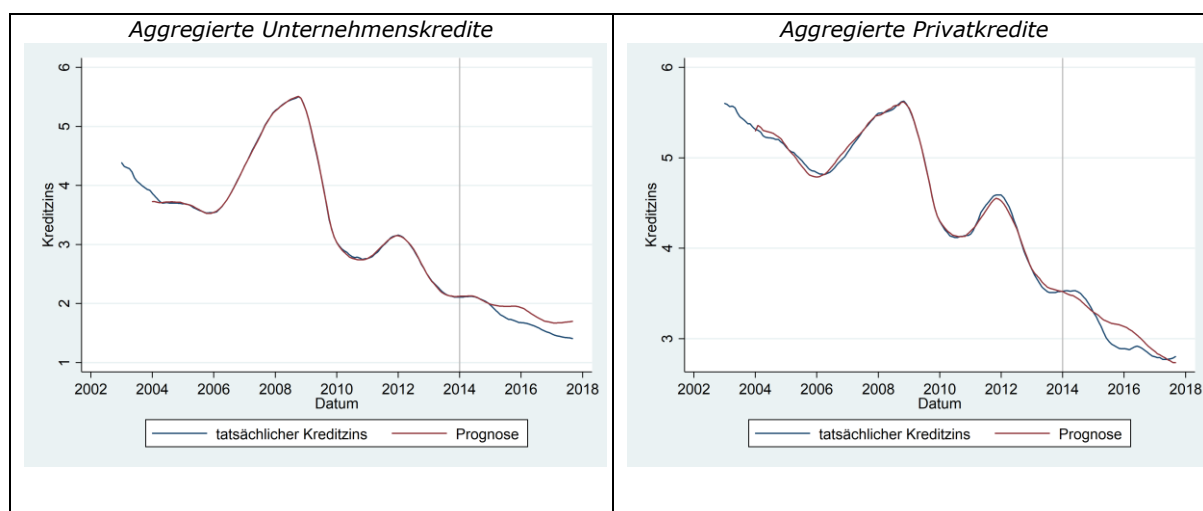 Aggregierte Unternehmenskredite
Kreditzins
6
5
4
3
2
1
2002 2004 2006 2008 2010 2012 2014 2016 2018
Datum
tatsächlicher Kreditzins Prognose
Aggregierte Privatkredite
Kreditzins
6
5
4
3
2002 2004 2006 2008 2010 2012 2014 2016 2018
Datum
tatsächlicher Kreditzins Prognose